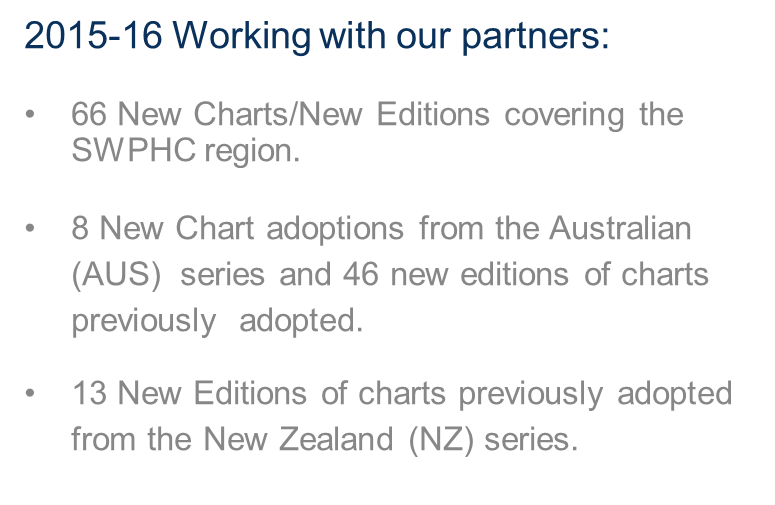 2015-16 Working with our partners:
• 66 New Charts/New Editions covering the
SWPHC region.
• 8 New Chart adoptions from the Australian
(AUS) series and 46 new editions of charts
previously adopted.
• 13 New Editions of charts previously adopted
from the New Zealand (NZ) series.